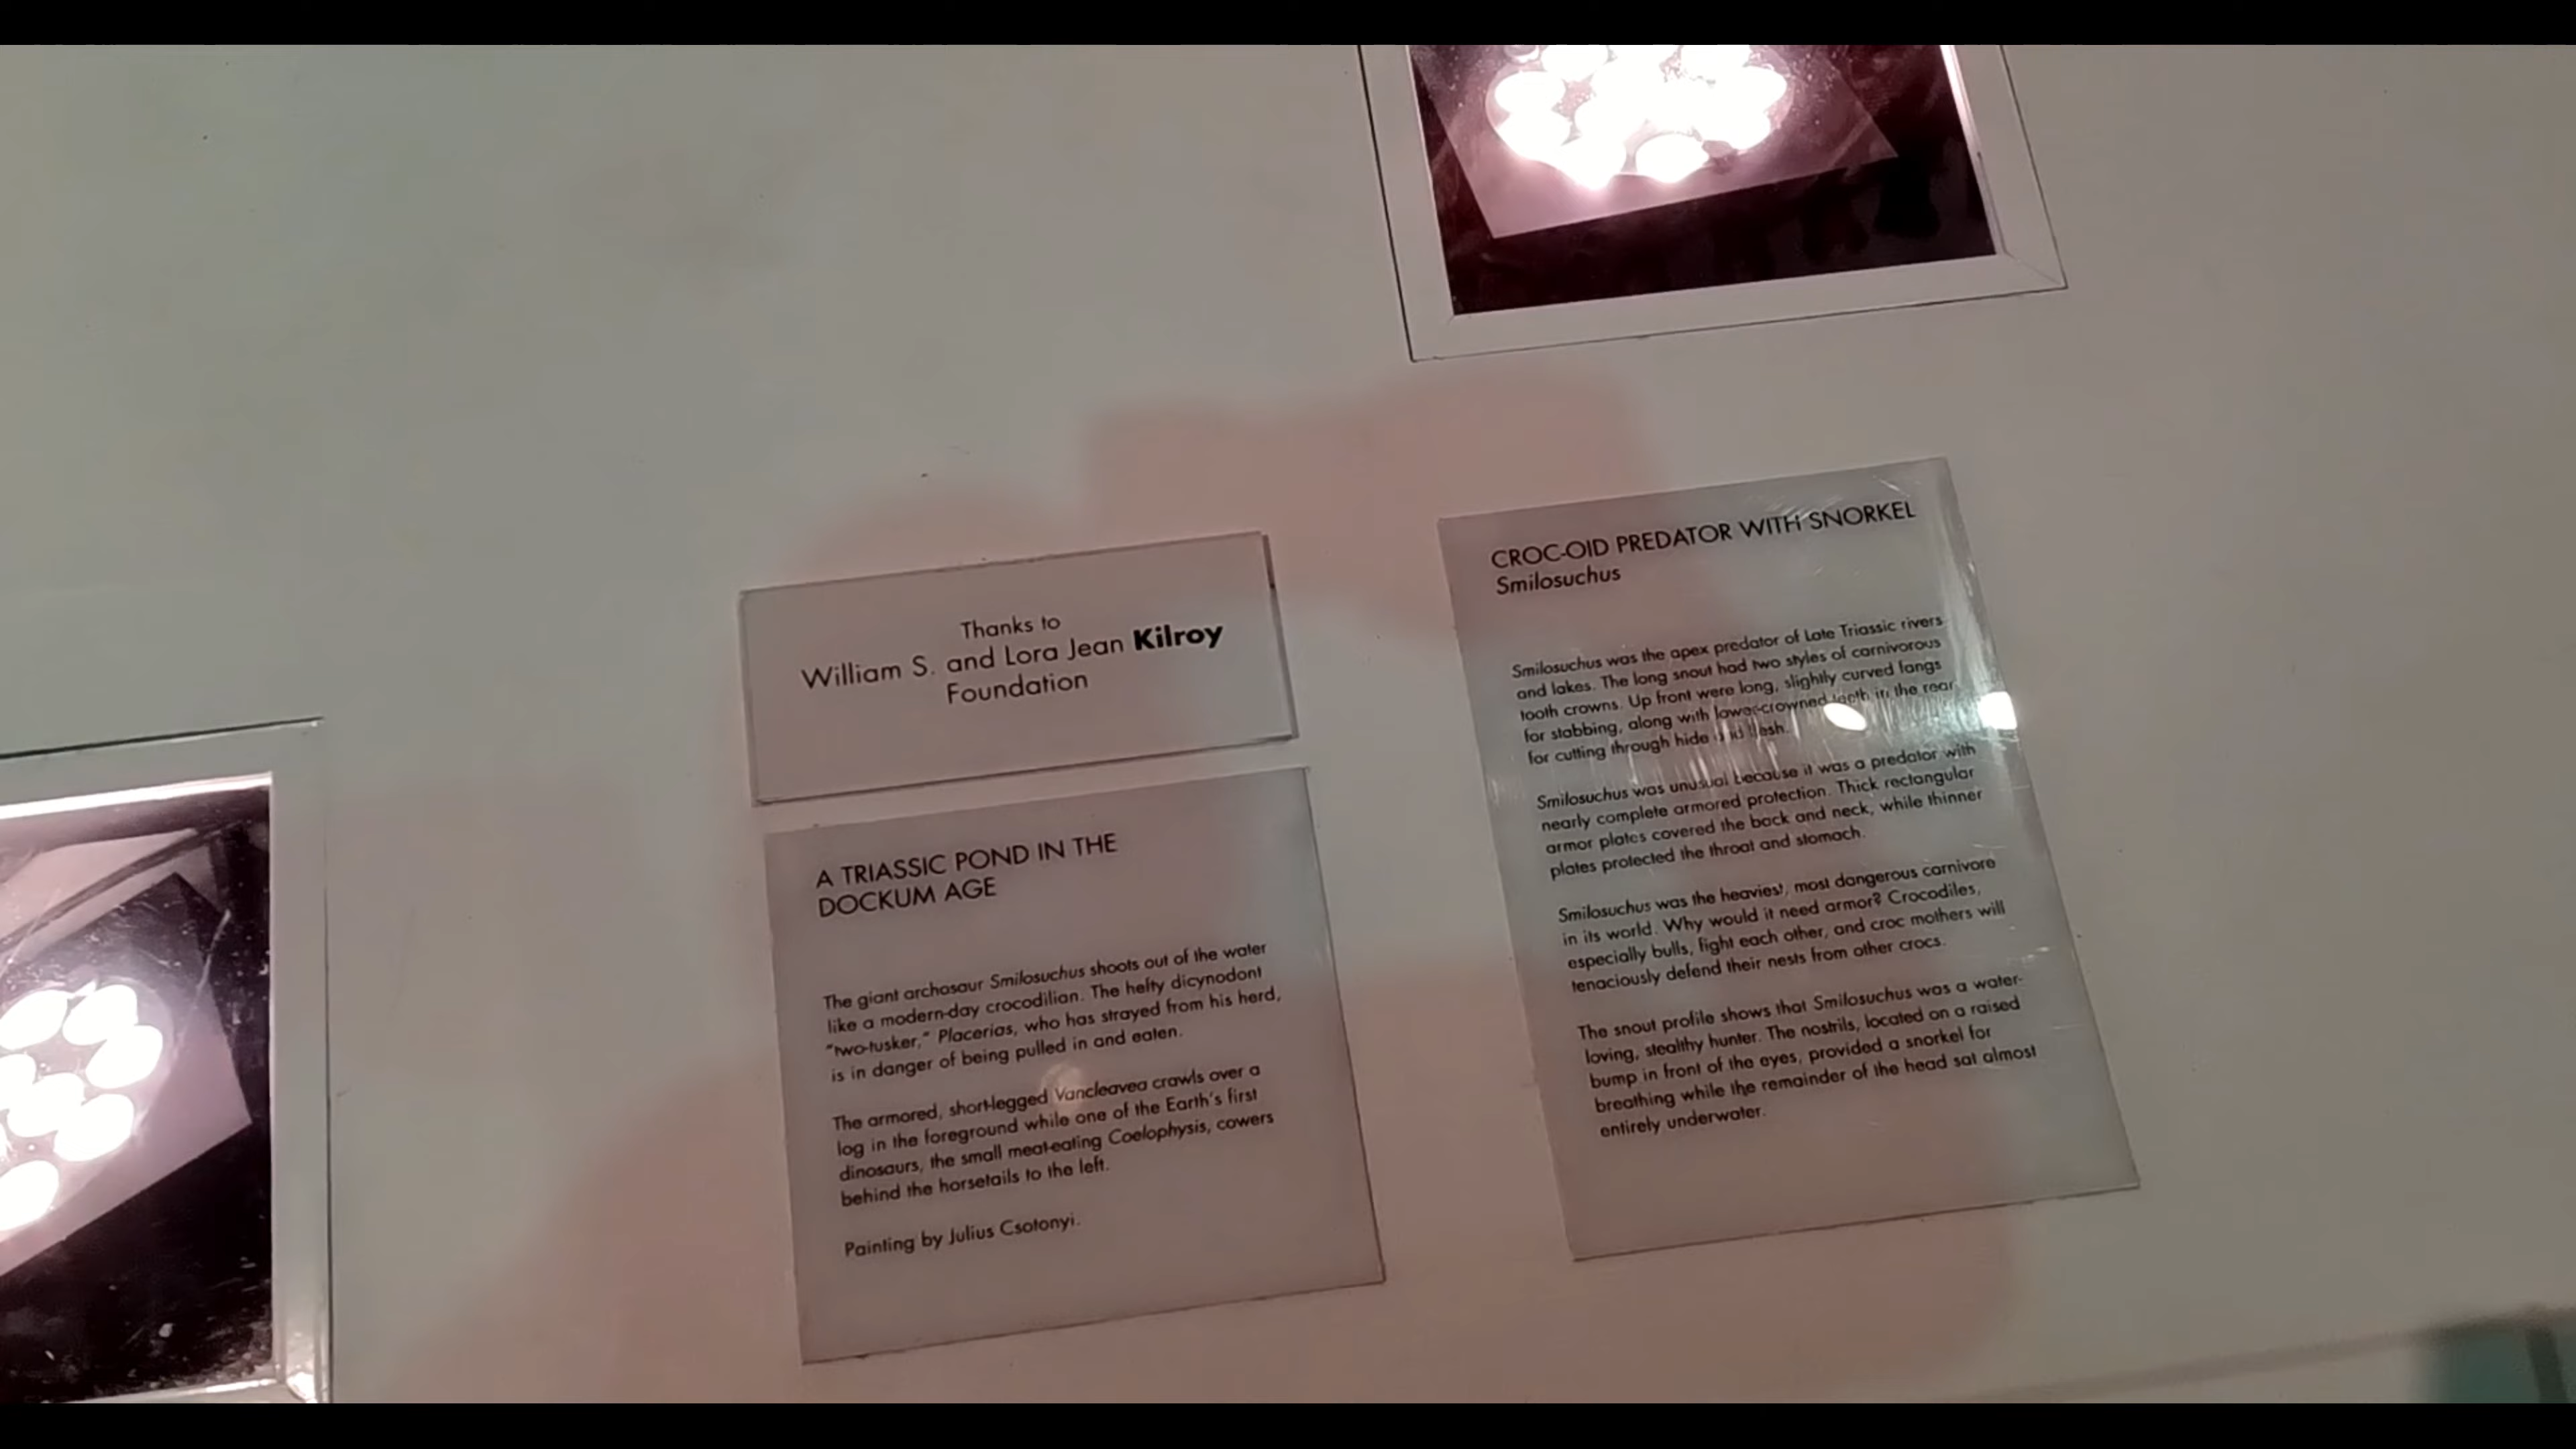 Thanks to
William S. and Lora Jean Kilroy
Foundation
A TRIASSIC POND IN THE
DOCKUM AGE
The giant archosaur Smilosuchus shoots out of the water
like a modern-day crocodilian. The hefty dicynodont
"two-tusker," Placerias, who has strayed from his herd,
is in danger of being pulled in and eaten.
The armored, short-legged Vancleavea crawls over a
log in the foreground while one of the Earth's first
dinosaurs, the small meat-eating Coelophysis, cowers
behind the horsetails to the left.
Painting by Julius Csotonyi.
CROC-OID PREDATOR WITH SNORKEL
Smilosuchus
Smilosuchus was the apex predator of Late Triassic rivers
and lakes. The long snout had two styles of carnivorous
tooth crowns. Up front were long, slightly curved fangs
for stabbing, along with lower-crowned teeth in the rear
for cutting through hide and flesh.
Smilosuchus was unusual because it was a predator with
nearly complete armored protection. Thick rectangular
armor plates covered the back and neck, while thinner
plates protected the throat and stomach.
Smilosuchus was the heaviest, most dangerous carnivore
in its world. Why would it need armor? Crocodiles,
especially bulls, fight each other, and croc mothers will
tenaciously defend their nests from other crocs.
The snout profile shows that Smilosuchus was a water-
loving, stealthy hunter. The nostrils, located on a raised
bump in front of the eyes, provided a snorkel for
breathing while the remainder of the head sat almost
entirely underwater.